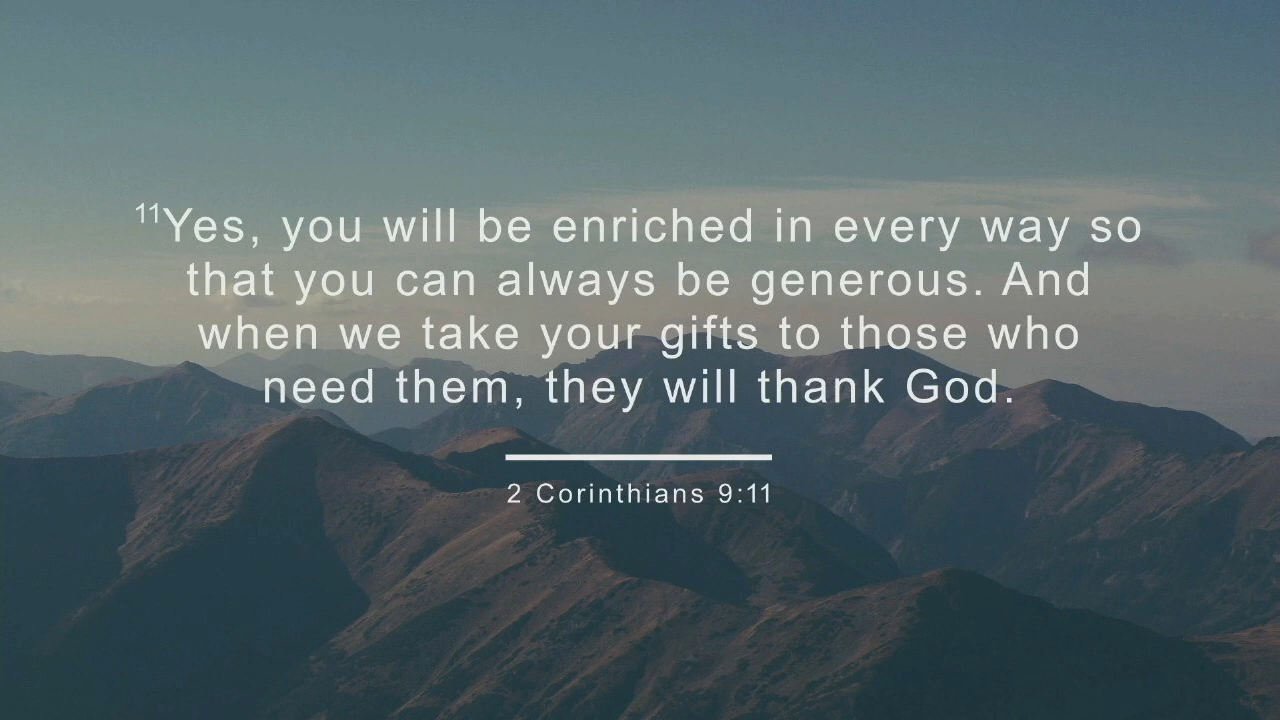 11Yes, you will be enriched in every way so
that you can always be generous. And
when we take your gifts to those who
need them, they will thank God.
2 Corinthians 9:11